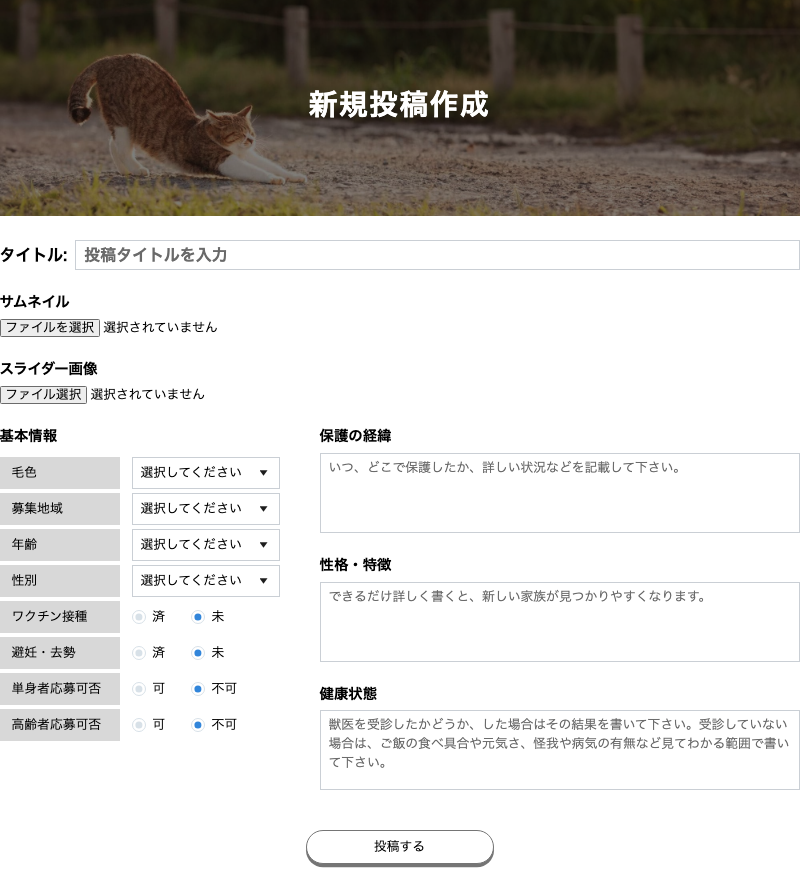 新規投稿作成
タイトル: 投稿タイトルを入力
サムネイル
ファイルを選択 選択されていません
スライダー画像
ファイル選択 選択されていません
基本情報
毛色 選択してください
募集地域 選択してください
年齢 選択してください
性別 選択してください
ワクチン接種 済 未
避妊・去勢 済 未
単身者応募可否 可 不可
高齢者応募可否 可 不可
保護の経緯
いつ、どこで保護したか、詳しい状況などを記載して下さい。
性格・特徴
できるだけ詳しく書くと、新しい家族が見つかりやすくなります。
健康状態
獣医を受診したかどうか、した場合はその結果を書いて下さい。受診していない
場合は、ご飯の食べ具合や元気さ、怪我や病気の有無など見てわかる範囲で書い
て下さい。
投稿する